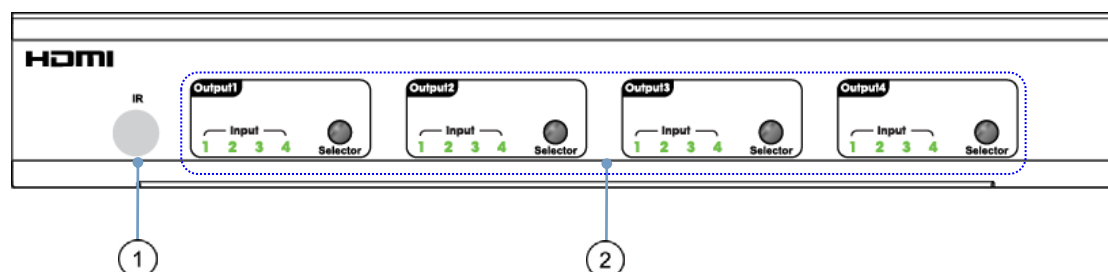 HDMI
IR
Output1
Input
1 2 3 4
Selector
Output2
Input
1 2 3 4
Selector
Output3
Input
1 2 3 4
Selector
Output4
Input
1 2 3 4
Selector
1
2